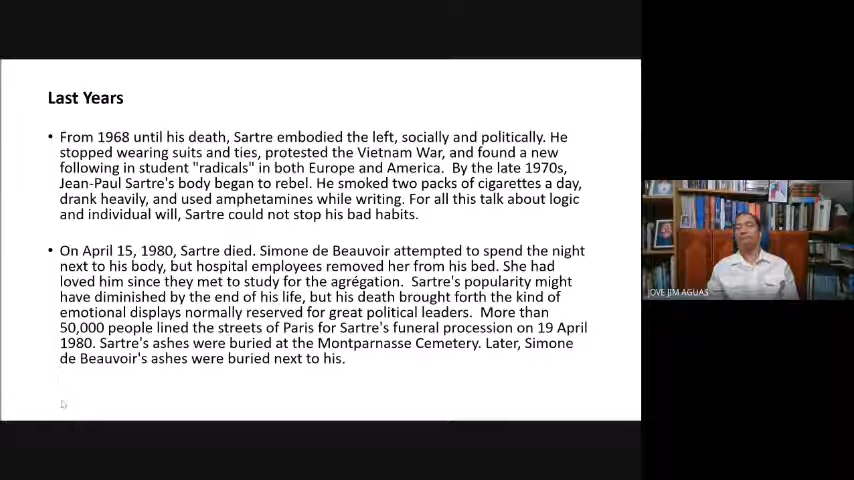 Last Years
• From 1968 until his death, Sartre embodied the left, socially and politically. He
stopped wearing suits and ties, protested the Vietnam War, and found a new
following in student "radicals" in both Europe and America. By the late 1970s,
Jean-Paul Sartre's body began to rebel. He smoked two packs of cigarettes a day,
drank heavily, and used amphetamines while writing. For all this talk about logic
and individual will, Sartre could not stop his bad habits.
• On April 15, 1980, Sartre died. Simone de Beauvoir attempted to spend the night
next to his body, but hospital employees removed her from his bed. She had
loved him since they met to study for the agrégation. Sartre's popularity might
have diminished by the end of his life, but his death brought forth the kind of
emotional displays normally reserved for great political leaders. More than
50,000 people lined the streets of Paris for Sartre's funeral procession on 19 April
1980. Sartre's ashes were buried at the Montparnasse Cemetery. Later, Simone
de Beauvoir's ashes were buried next to his.
JOVE JIM AGUAS